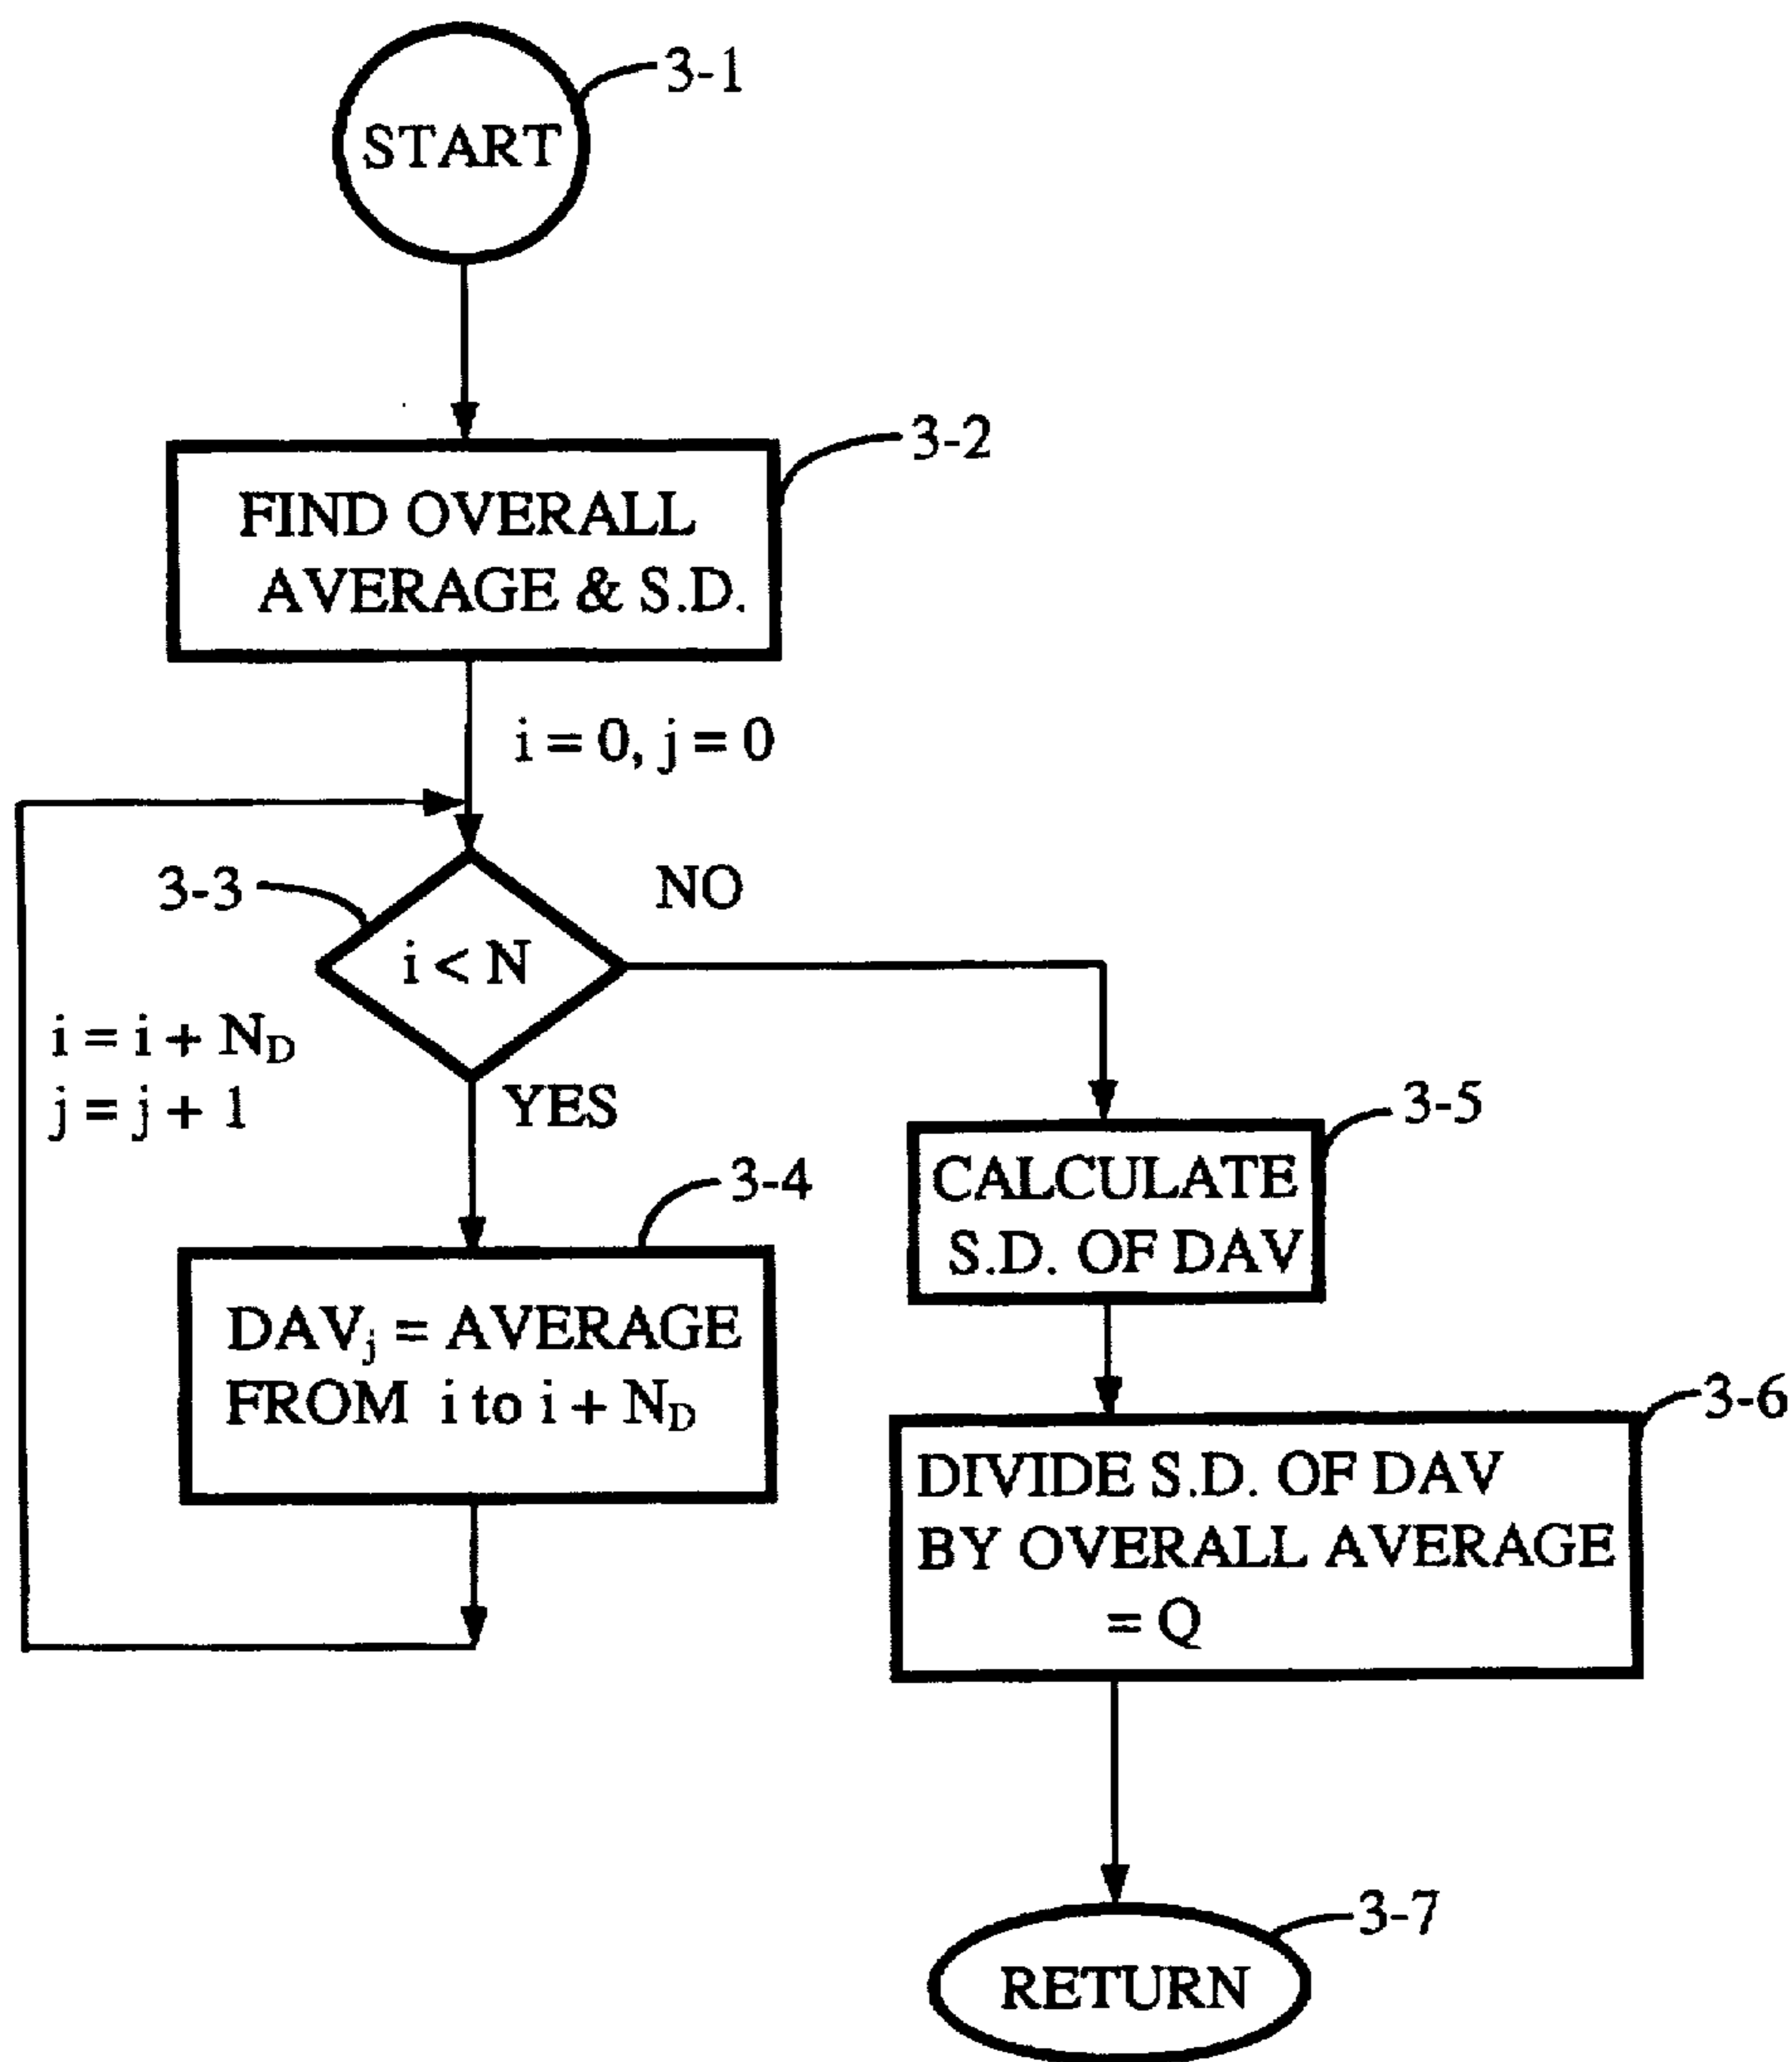 3-1
START
3-2
FIND OVERALL
AVERAGE & S.D.
i = 0, j = 0
3-3
NO
i < N
i = i + N_D
j = j + 1
YES
3-4
DAV_j = AVERAGE
FROM i to i + N_D
3-5
CALCULATE
S.D. OF DAV
3-6
DIVIDE S.D. OF DAV
BY OVERALL AVERAGE
= Q
3-7
RETURN